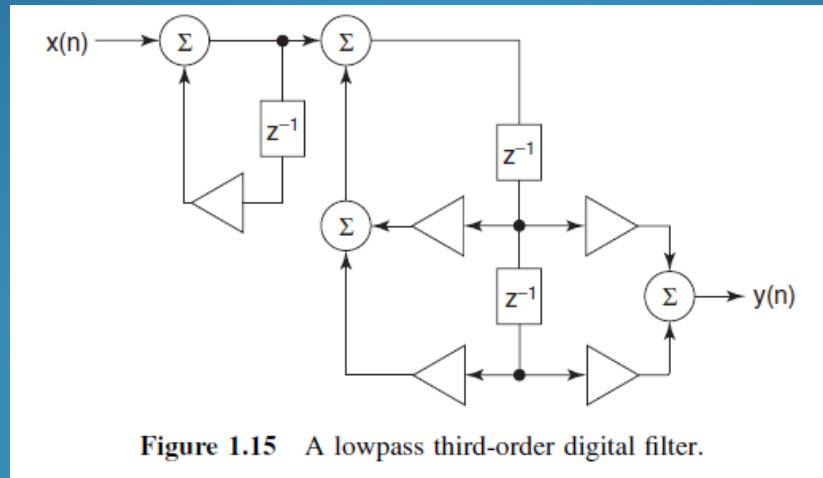 x(n) Σ Σ
z⁻¹
z⁻¹
Σ
z⁻¹ Σ y(n)
Figure 1.15 A lowpass third-order digital filter.